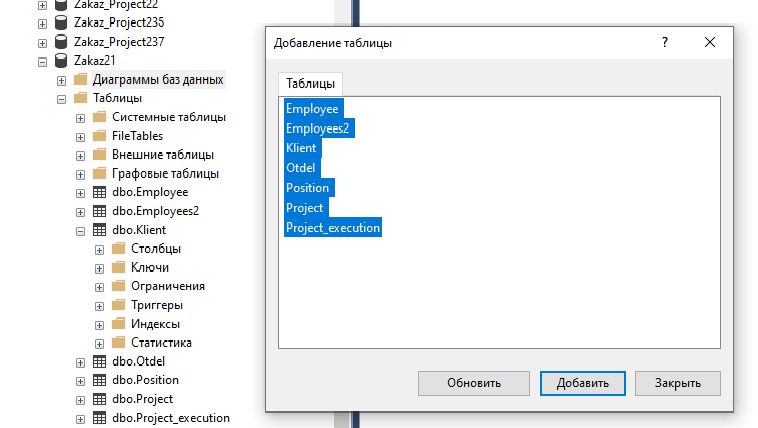 Zakaz_Project22
Zakaz_Project235
Zakaz_Project237
Zakaz21
Диаграммы баз данных
Таблицы
Системные таблицы
FileTables
Внешние таблицы
Графовые таблицы
dbo.Employee
dbo.Employees2
dbo.Klient
Столбцы
Ключи
Ограничения
Триггеры
Индексы
Статистика
dbo.Otdel
dbo.Position
dbo.Project
dbo.Project_execution
Добавление таблицы
?
Таблицы
Employee
Employees2
Klient
Otdel
Position
Project
Project_execution
Обновить
Добавить
Закрыть